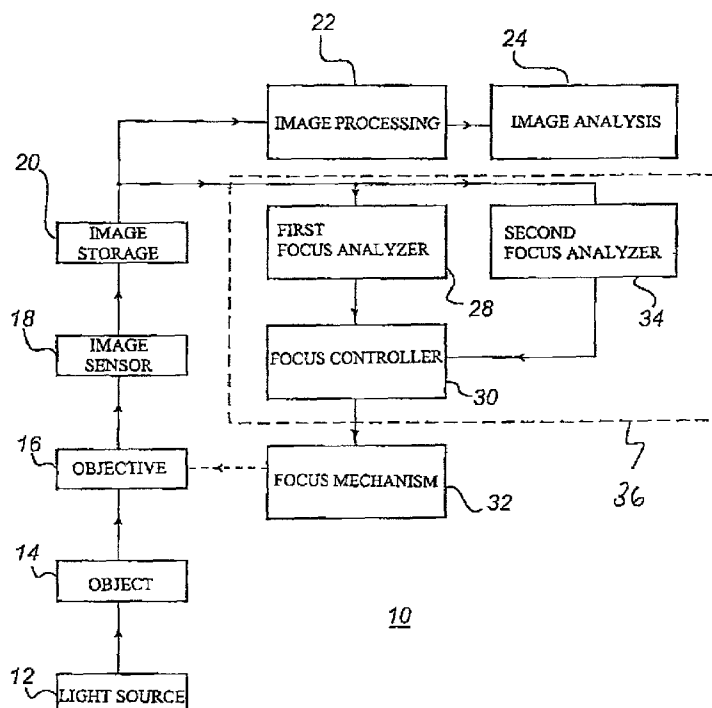 22
24
IMAGE PROCESSING
IMAGE ANALYSIS
20
IMAGE
STORAGE
FIRST
FOCUS ANALYZER
SECOND
FOCUS ANALYZER
28
34
18
IMAGE
SENSOR
FOCUS CONTROLLER
30
16
OBJECTIVE
FOCUS MECHANISM
32
36
14
OBJECT
10
12
LIGHT SOURCE